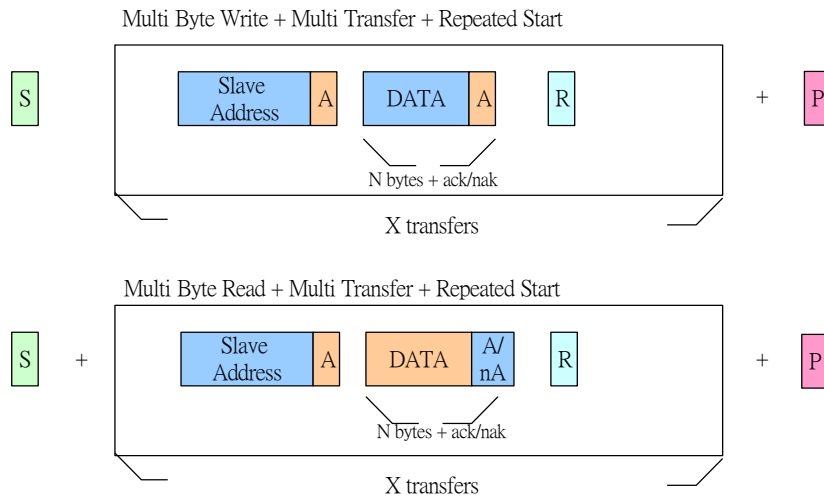 Multi Byte Write + Multi Transfer + Repeated Start
S
Slave
Address
A
DATA
A
R
+
P
N bytes + ack/nak
X transfers
Multi Byte Read + Multi Transfer + Repeated Start
S
+
Slave
Address
A
DATA
A/
nA
R
+
P
N bytes + ack/nak
X transfers